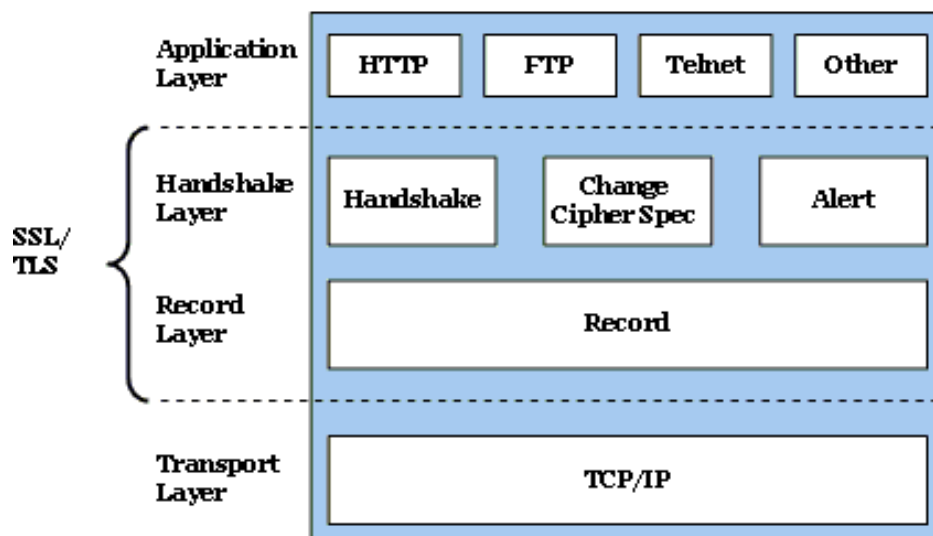 Application
Layer
HTTP
FTP
Telnet
Other
SSL/
TLS
Handshake
Layer
Handshake
Change
Cipher Spec
Alert
Record
Layer
Record
Transport
Layer
TCP/IP